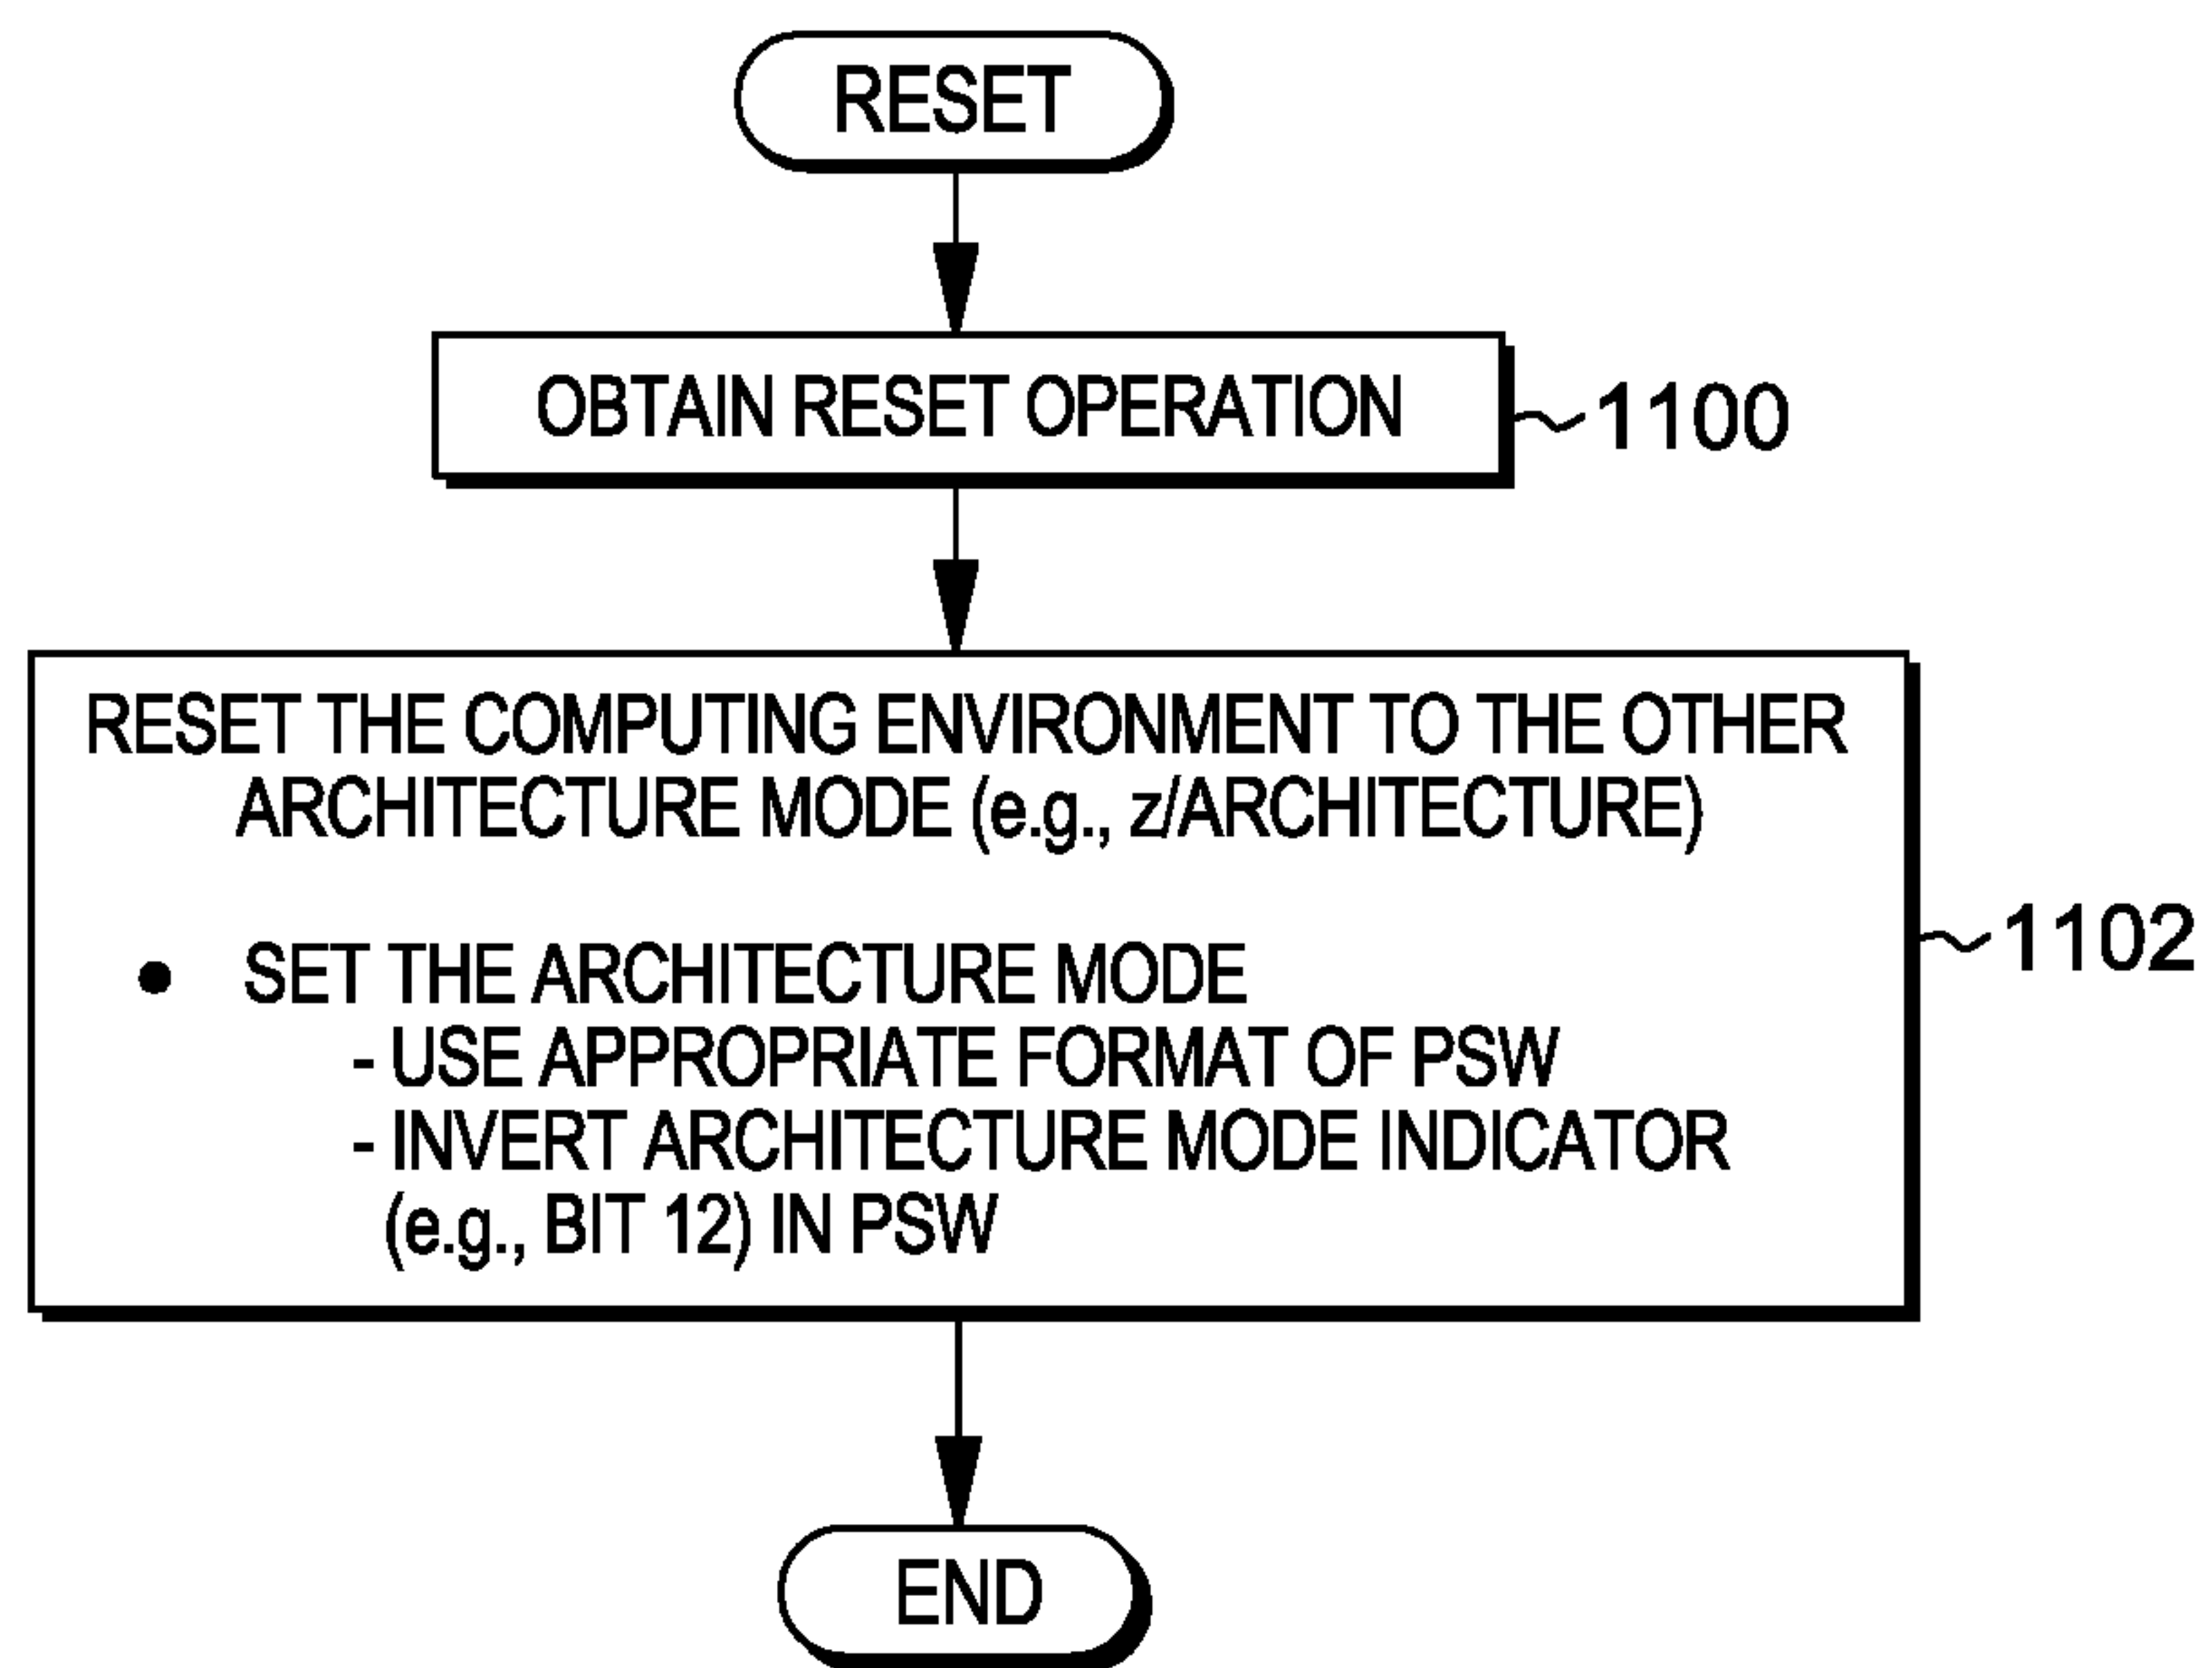 RESET
OBTAIN RESET OPERATION
1100
RESET THE COMPUTING ENVIRONMENT TO THE OTHER
ARCHITECTURE MODE (e.g., z/ARCHITECTURE)
● SET THE ARCHITECTURE MODE
- USE APPROPRIATE FORMAT OF PSW
- INVERT ARCHITECTURE MODE INDICATOR
(e.g., BIT 12) IN PSW
1102
END